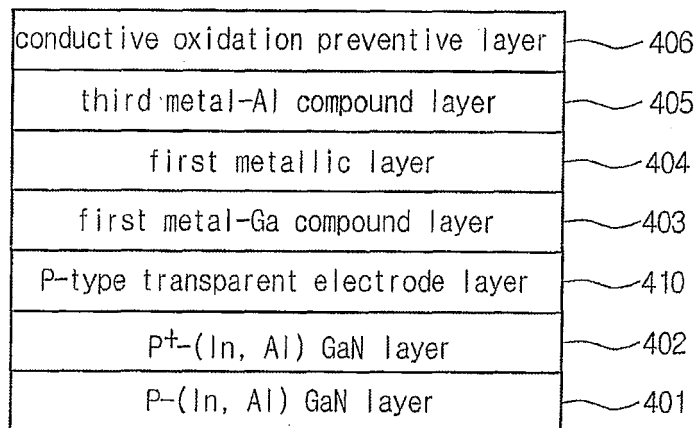 conductive oxidation preventive layer 406
third metal-Al compound layer 405
first metallic layer 404
first metal-Ga compound layer 403
P-type transparent electrode layer 410
P+-(In, Al) GaN layer 402
P-(In, Al) GaN layer 401